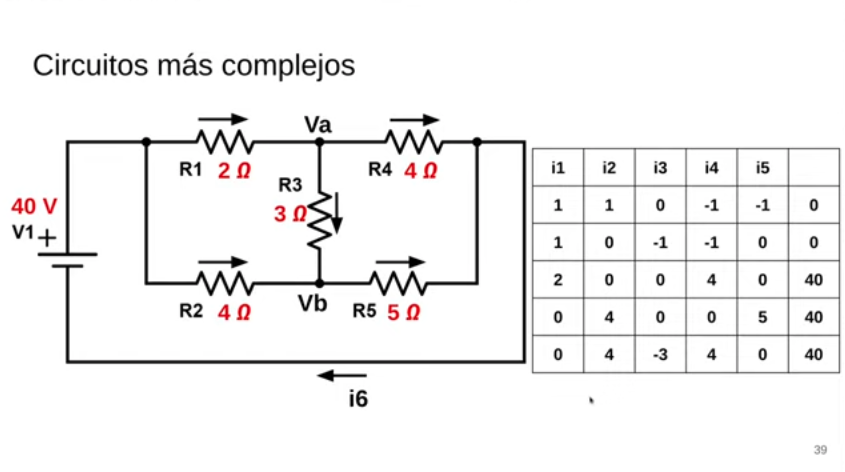 Circuitos más complejos
Va
R1 2 Ω
R4 4 Ω
R3
3 Ω
40 V
V1+
R2 4 Ω
Vb
R5 5 Ω
i6
i1 i2 i3 i4 i5
1 1 0 -1 -1 0
1 0 -1 -1 0 0
2 0 0 4 0 40
0 4 0 0 5 40
0 4 -3 4 0 40
39